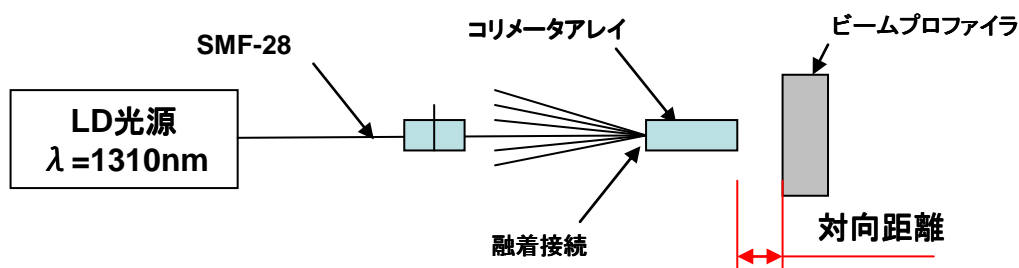 SMF-28
コリメータアレイ
ビームプロファイラ
LD光源
λ=1310nm
融着接続
対向距離